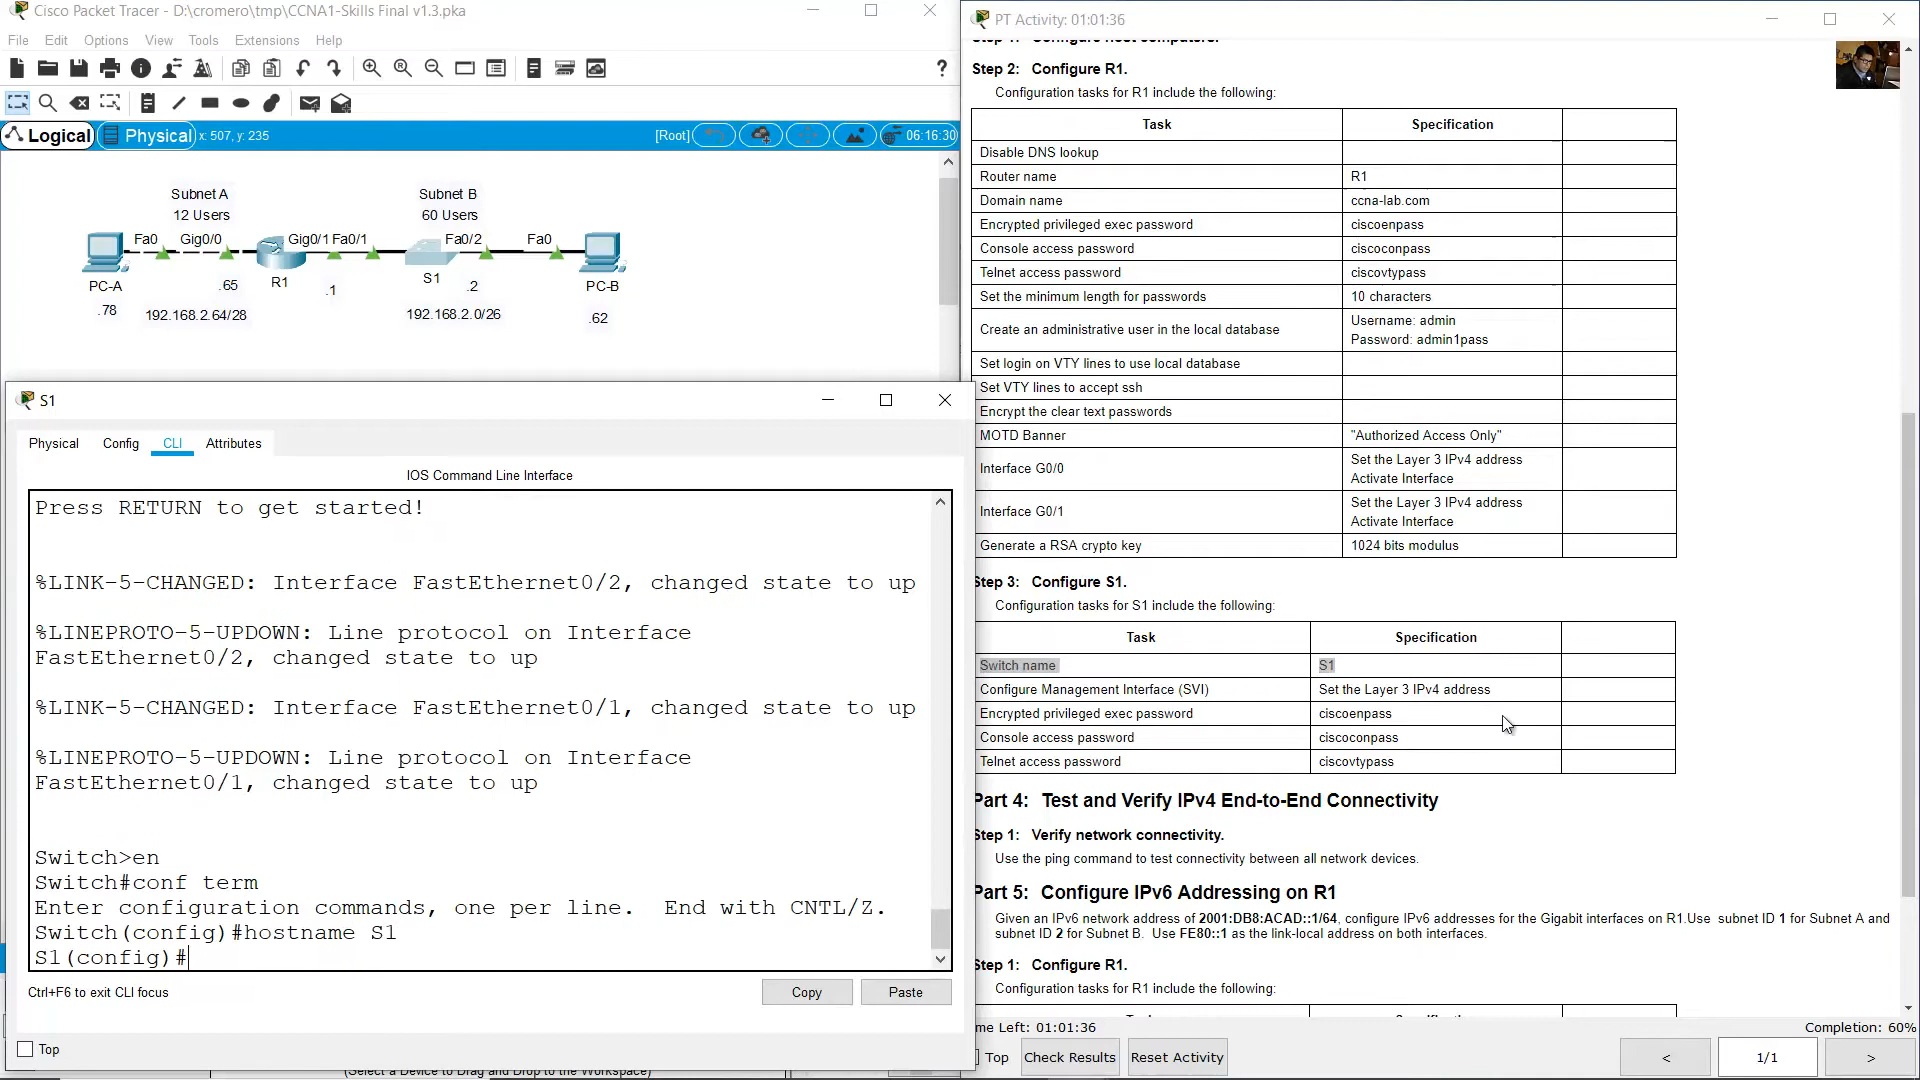 Cisco Packet Tracer - D:\cromero\tmp\CCNA1-Skills Final v1.3.pka
File Edit Options View Tools Extensions Help
?
Logical Physical x: 507, y: 235 [Root] 06:16:30
Subnet A
12 Users
Subnet B
60 Users
Fa0 Gig0/0 Gig0/1 Fa0/1 Fa0/2 Fa0
PC-A .65 R1 .1 S1 .2 PC-B
.78 192.168.2.64/28 192.168.2.0/26 .62
S1
Physical Config CLI Attributes
IOS Command Line Interface
Press RETURN to get started!
%LINK-5-CHANGED: Interface FastEthernet0/2, changed state to up
%LINEPROTO-5-UPDOWN: Line protocol on Interface
FastEthernet0/2, changed state to up
%LINK-5-CHANGED: Interface FastEthernet0/1, changed state to up
%LINEPROTO-5-UPDOWN: Line protocol on Interface
FastEthernet0/1, changed state to up
Switch>en
Switch#conf term
Enter configuration commands, one per line. End with CNTL/Z.
Switch(config)#hostname S1
S1(config)#
Ctrl+F6 to exit CLI focus
Copy Paste
Top
(Select a Device to Drag and Drop to the Workspace)
PT Activity: 01:01:36
Configure host computers.
Step 2: Configure R1.
Configuration tasks for R1 include the following:
Task Specification
Disable DNS lookup
Router name R1
Domain name ccna-lab.com
Encrypted privileged exec password ciscoenpass
Console access password ciscoconpass
Telnet access password ciscovtypass
Set the minimum length for passwords 10 characters
Create an administrative user in the local database Username: admin
Password: admin1pass
Set login on VTY lines to use local database
Set VTY lines to accept ssh
Encrypt the clear text passwords
MOTD Banner "Authorized Access Only"
Interface G0/0 Set the Layer 3 IPv4 address
Activate Interface
Interface G0/1 Set the Layer 3 IPv4 address
Activate Interface
Generate a RSA crypto key 1024 bits modulus
Step 3: Configure S1.
Configuration tasks for S1 include the following:
Task Specification
Switch name S1
Configure Management Interface (SVI) Set the Layer 3 IPv4 address
Encrypted privileged exec password ciscoenpass
Console access password ciscoconpass
Telnet access password ciscovtypass
Part 4: Test and Verify IPv4 End-to-End Connectivity
Step 1: Verify network connectivity.
Use the ping command to test connectivity between all network devices.
Part 5: Configure IPv6 Addressing on R1
Given an IPv6 network address of 2001:DB8:ACAD::1/64, configure IPv6 addresses for the Gigabit interfaces on R1.Use subnet ID 1 for Subnet A and
subnet ID 2 for Subnet B. Use FE80::1 as the link-local address on both interfaces.
Step 1: Configure R1.
Configuration tasks for R1 include the following:
me Left: 01:01:36 Completion: 60%
Top Check Results Reset Activity < 1/1 >